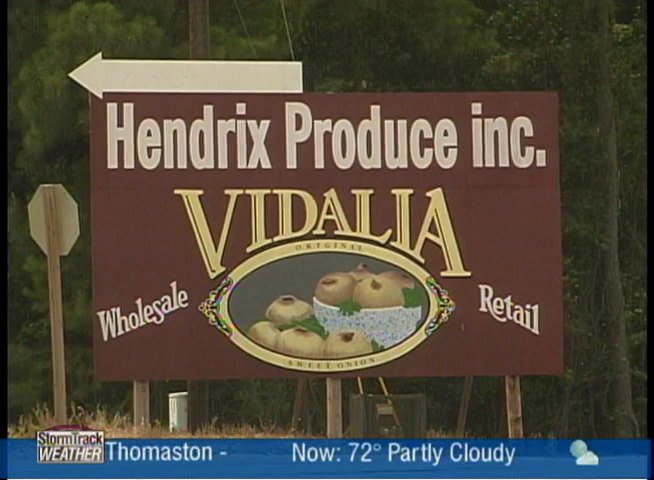 Hendrix Produce inc.
VIDALIA
ORIGINAL
Wholesale
Retail
SWEET ONION
StormTrack
WEATHER
Thomaston - Now: 72° Partly Cloudy